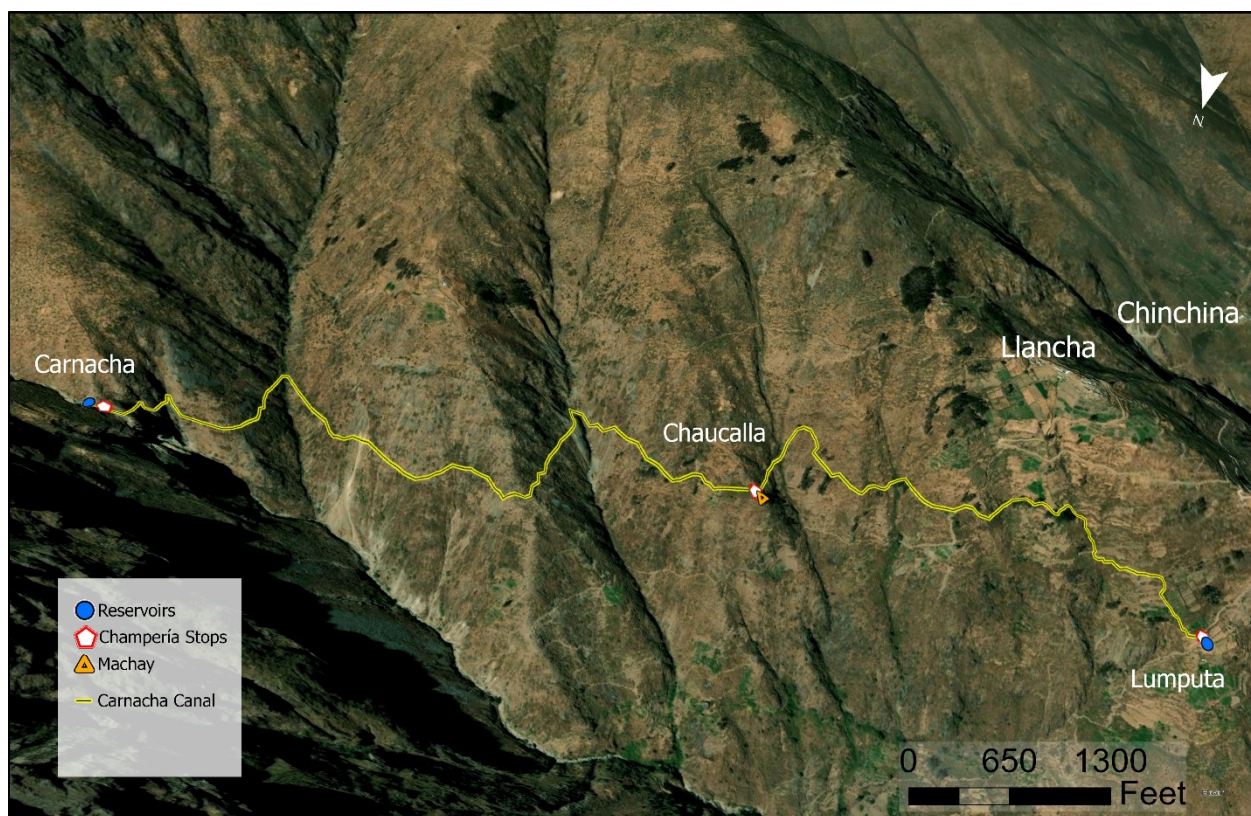 N
Chinchina
Llancha
Carnacha
Chaucalla
Reservoirs
Champería Stops
Machay
Carnacha Canal
Lumputa
0 650 1300
Feet